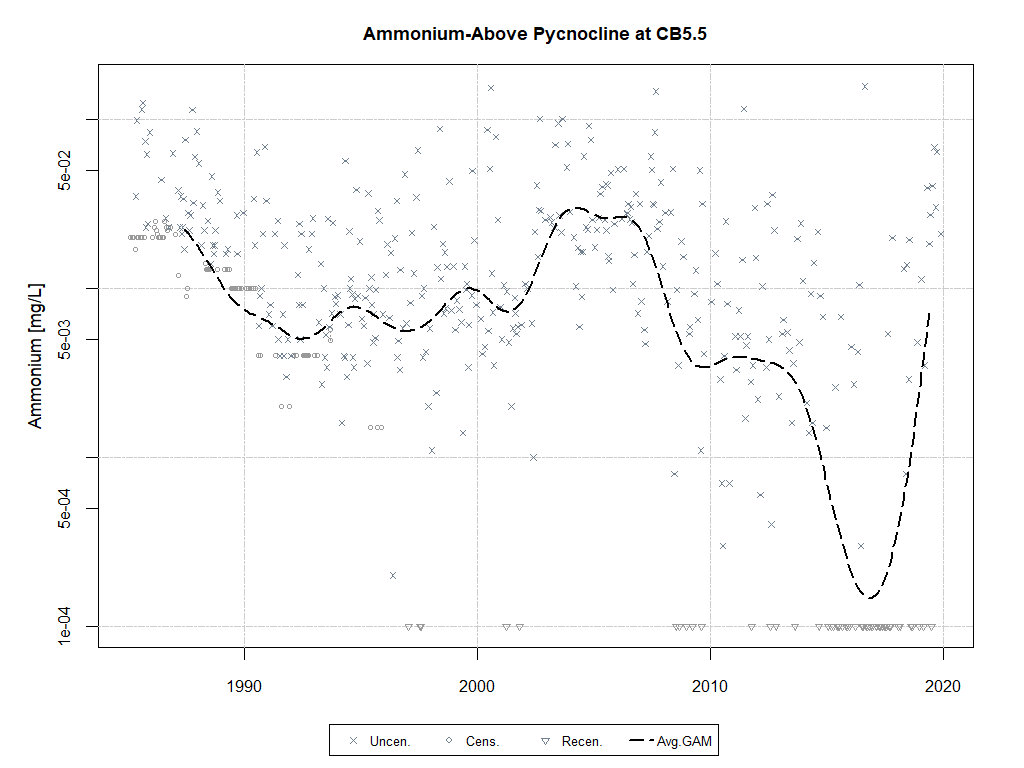 Ammonium-Above Pycnocline at CB5.5
Ammonium [mg/L]
5e-02
5e-03
5e-04
1e-04
1990 2000 2010 2020
Uncen. Cens. Recen. Avg.GAM